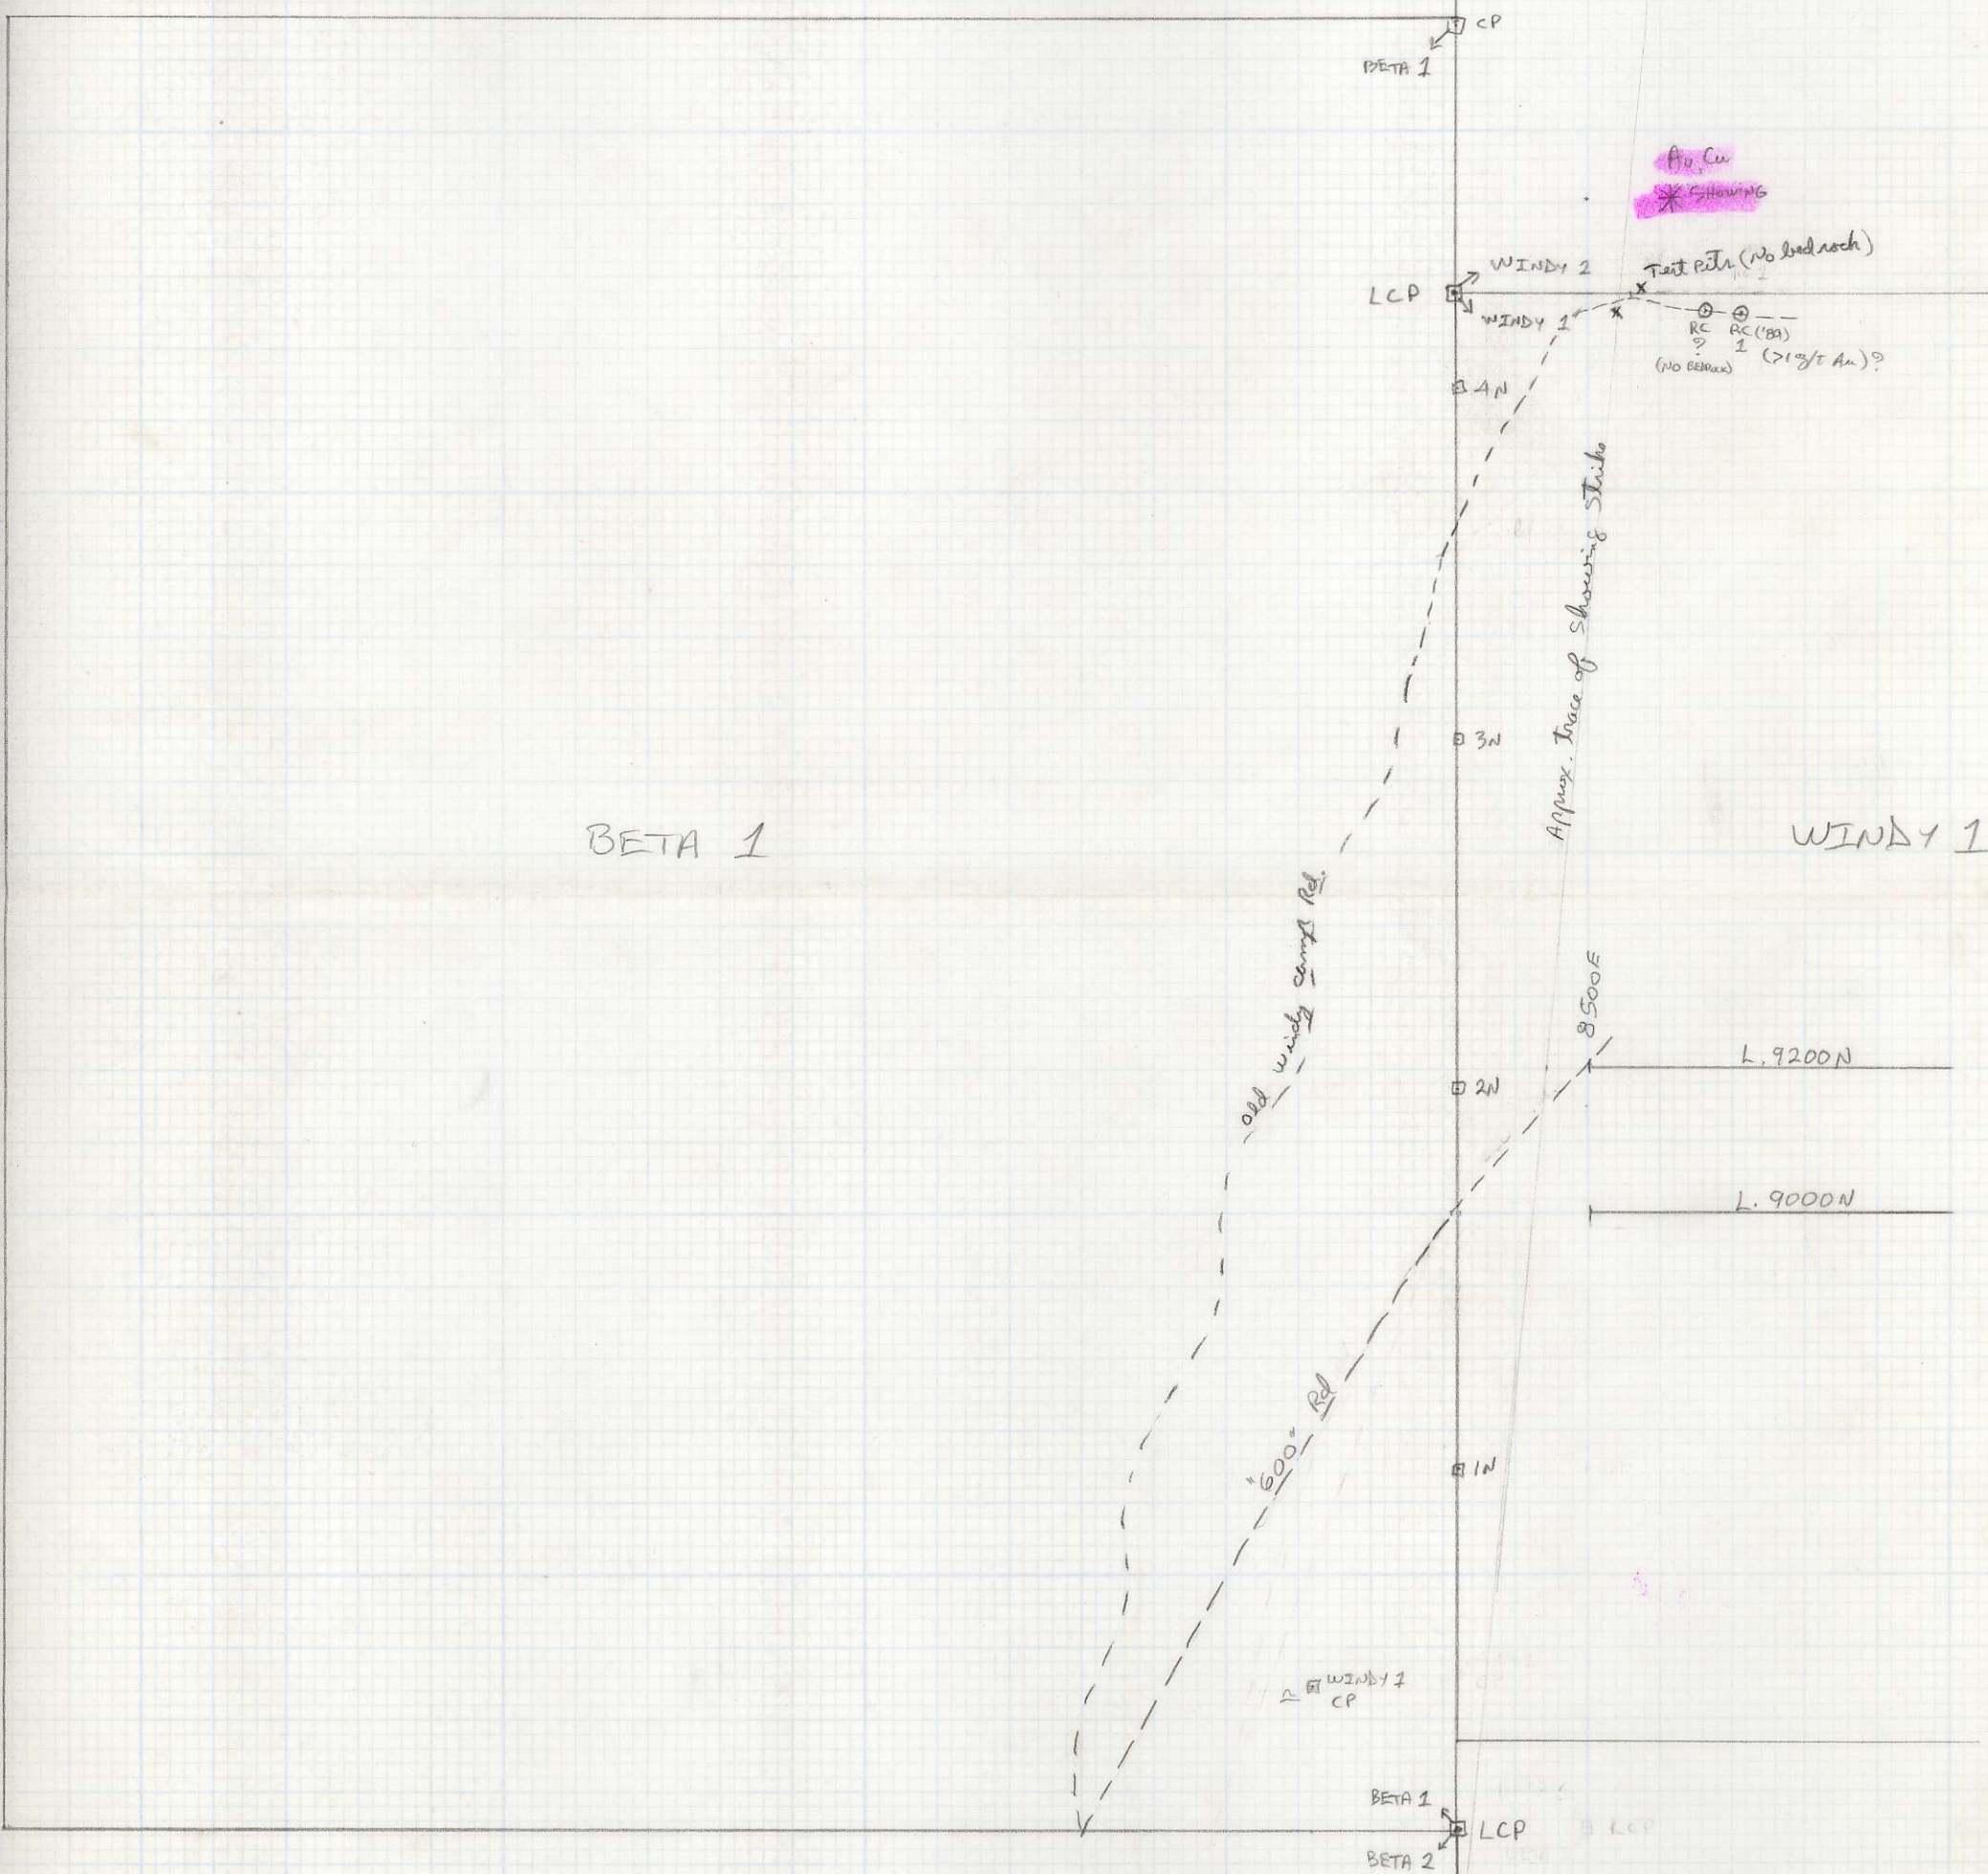 CP
BETA 1
Au, Cu
SHOWING
Test Pits (No bedrock)
WINDY 2
LCP
WINDY 1
RC
?
(NO BEDROCK)
RC ('89)
1
(>1 g/T Au)?
4N
Approx. trace of showing strike
3N
BETA 1
WINDY 1
old windy camp Rd.
8500E
L.9200N
2N
L.9000N
"600" Rd
1N
≃ WINDY 1
CP
BETA 1
LCP
BETA 2